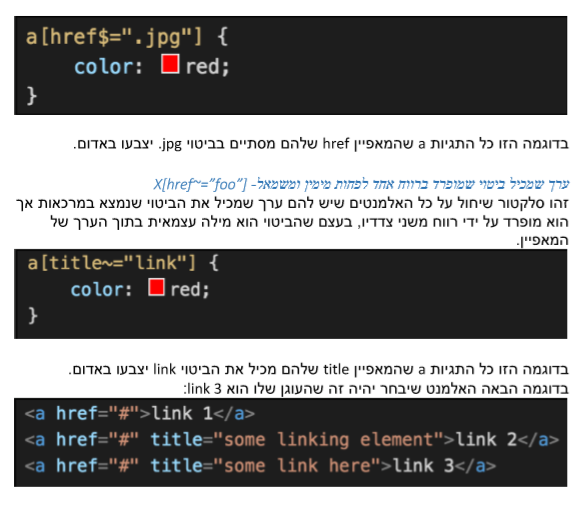 a[href$=".jpg"] {
color: red;
}
בדוגמה הזו כל התגיות a שהמאפיין href שלהם מסתיים בביטוי jpg. יצבעו באדום.
ערך שמכיל ביטוי שמופרד ברווח אחד לפחות מימין ומשמאל- X[href~="foo"]
זהו סלקטור שיחול על כל האלמנטים שיש להם ערך שמכיל את הביטוי שנמצא במרכאות אך
הוא מופרד על ידי רווח משני צדדיו, בעצם שהביטוי הוא מילה עצמאית בתוך הערך של
המאפיין.
a[title~="link"] {
color: red;
}
בדוגמה הזו כל התגיות a שהמאפיין title שלהם מכיל את הביטוי link יצבעו באדום.
בדוגמה הבאה האלמנט שיבחר יהיה זה שהעוגן שלו הוא link 3:
<a href="#">link 1</a>
<a href="#" title="some linking element">link 2</a>
<a href="#" title="some link here">link 3</a>